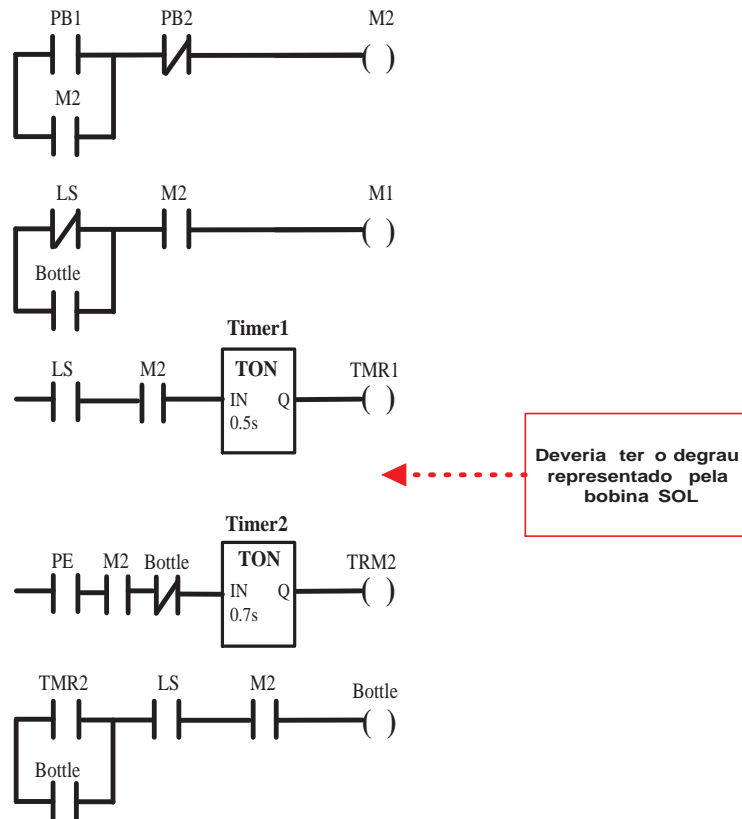 PB1 PB2 M2
( )
M2
LS M2 M1
( )
Bottle
Timer1
LS M2 TON TMR1
IN Q ( )
0.5s
Deveria ter o degrau
representado pela
bobina SOL
Timer2
PE M2 Bottle TON TRM2
IN Q ( )
0.7s
TMR2 LS M2 Bottle
( )
Bottle